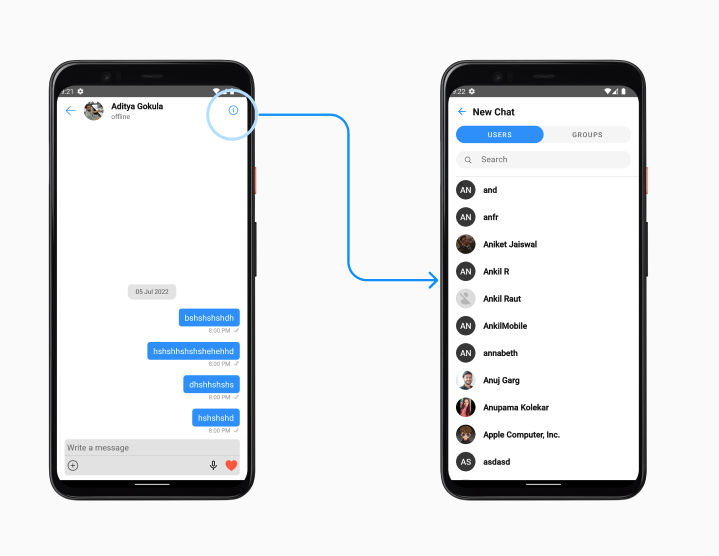 :21
Aditya Gokula
offline
05 Jul 2022
bshshshshdh
8:00 PM
hshshhshshshehehhd
8:00 PM
dhshhshshs
8:00 PM
hshshshd
8:00 PM
Write a message
:22
New Chat
USERS
GROUPS
Search
AN
and
AN
anfr
Aniket Jaiswal
AN
Ankil R
Ankil Raut
AN
AnkilMobile
AN
annabeth
Anuj Garg
Anupama Kolekar
Apple Computer, Inc.
AS
asdasd